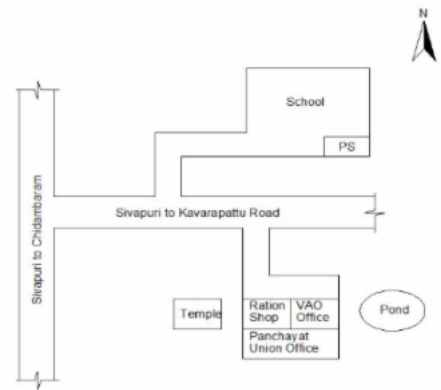 N
School
PS
Sivapuri to Kavarapattu Road
Sivapuri to Chidambaram
Temple
Ration
Shop
VAO
Office
Pond
Panchayat
Union Office